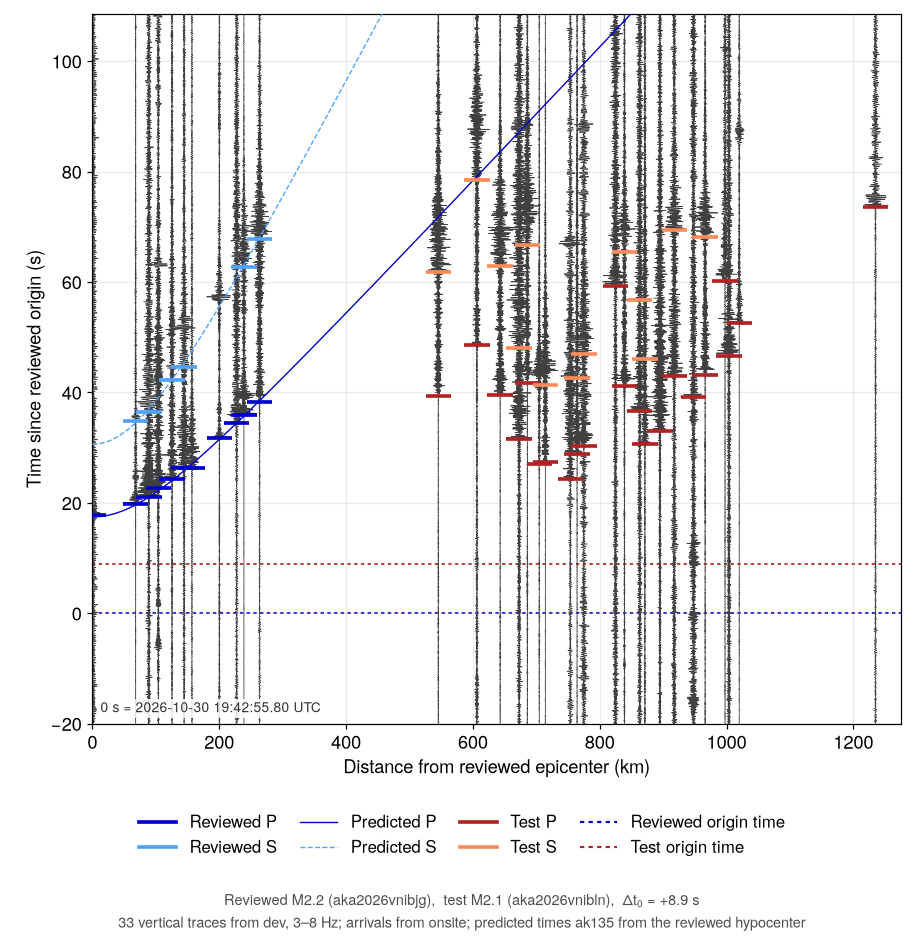 100
80
60
40
20
0
−20
Time since reviewed origin (s)
0 s = 2026-10-30 19:42:55.80 UTC
0 200 400 600 800 1000 1200
Distance from reviewed epicenter (km)
Reviewed P Predicted P Test P Reviewed origin time
Reviewed S Predicted S Test S Test origin time
Reviewed M2.2 (aka2026vnibjg), test M2.1 (aka2026vnibln), Δt₀ = +8.9 s
33 vertical traces from dev, 3–8 Hz; arrivals from onsite; predicted times ak135 from the reviewed hypocenter